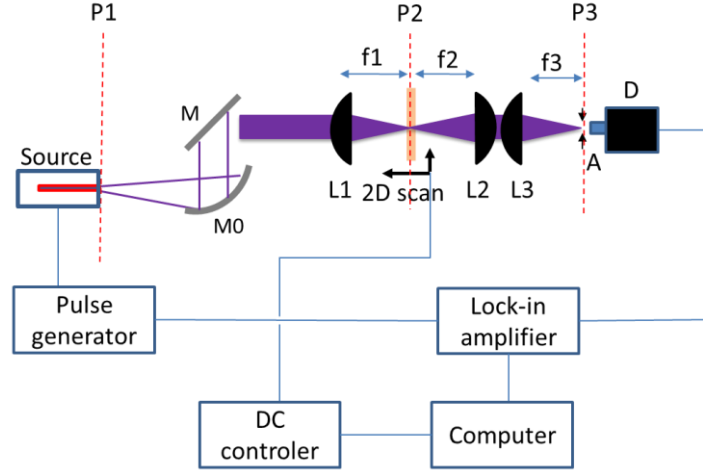 P1
P2
P3
f1
f2
f3
D
M
Source
A
L1
2D scan
L2
L3
M0
Pulse
generator
Lock-in
amplifier
DC
controler
Computer